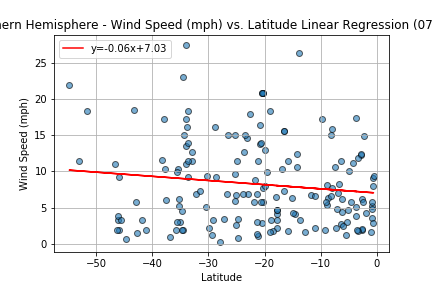 ern Hemisphere - Wind Speed (mph) vs. Latitude Linear Regression (07
y=-0.06x+7.03
25
20
15
10
5
0
Wind Speed (mph)
−50 −40 −30 −20 −10 0
Latitude